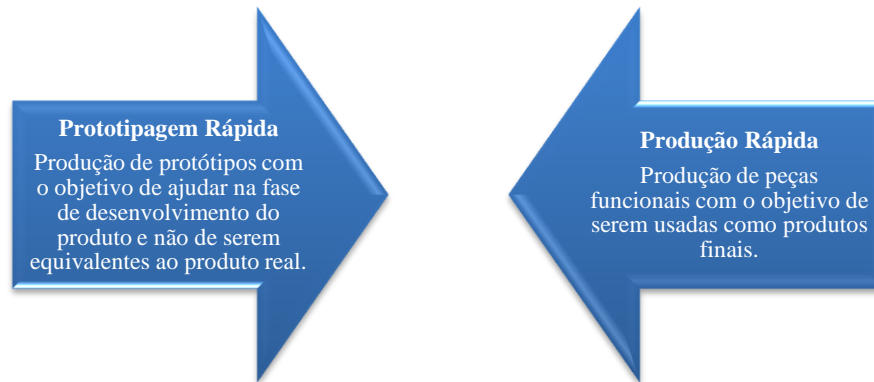 Prototipagem Rápida
Produção de protótipos com
o objetivo de ajudar na fase
de desenvolvimento do
produto e não de serem
equivalentes ao produto real.
Produção Rápida
Produção de peças
funcionais com o objetivo de
serem usadas como produtos
finais.